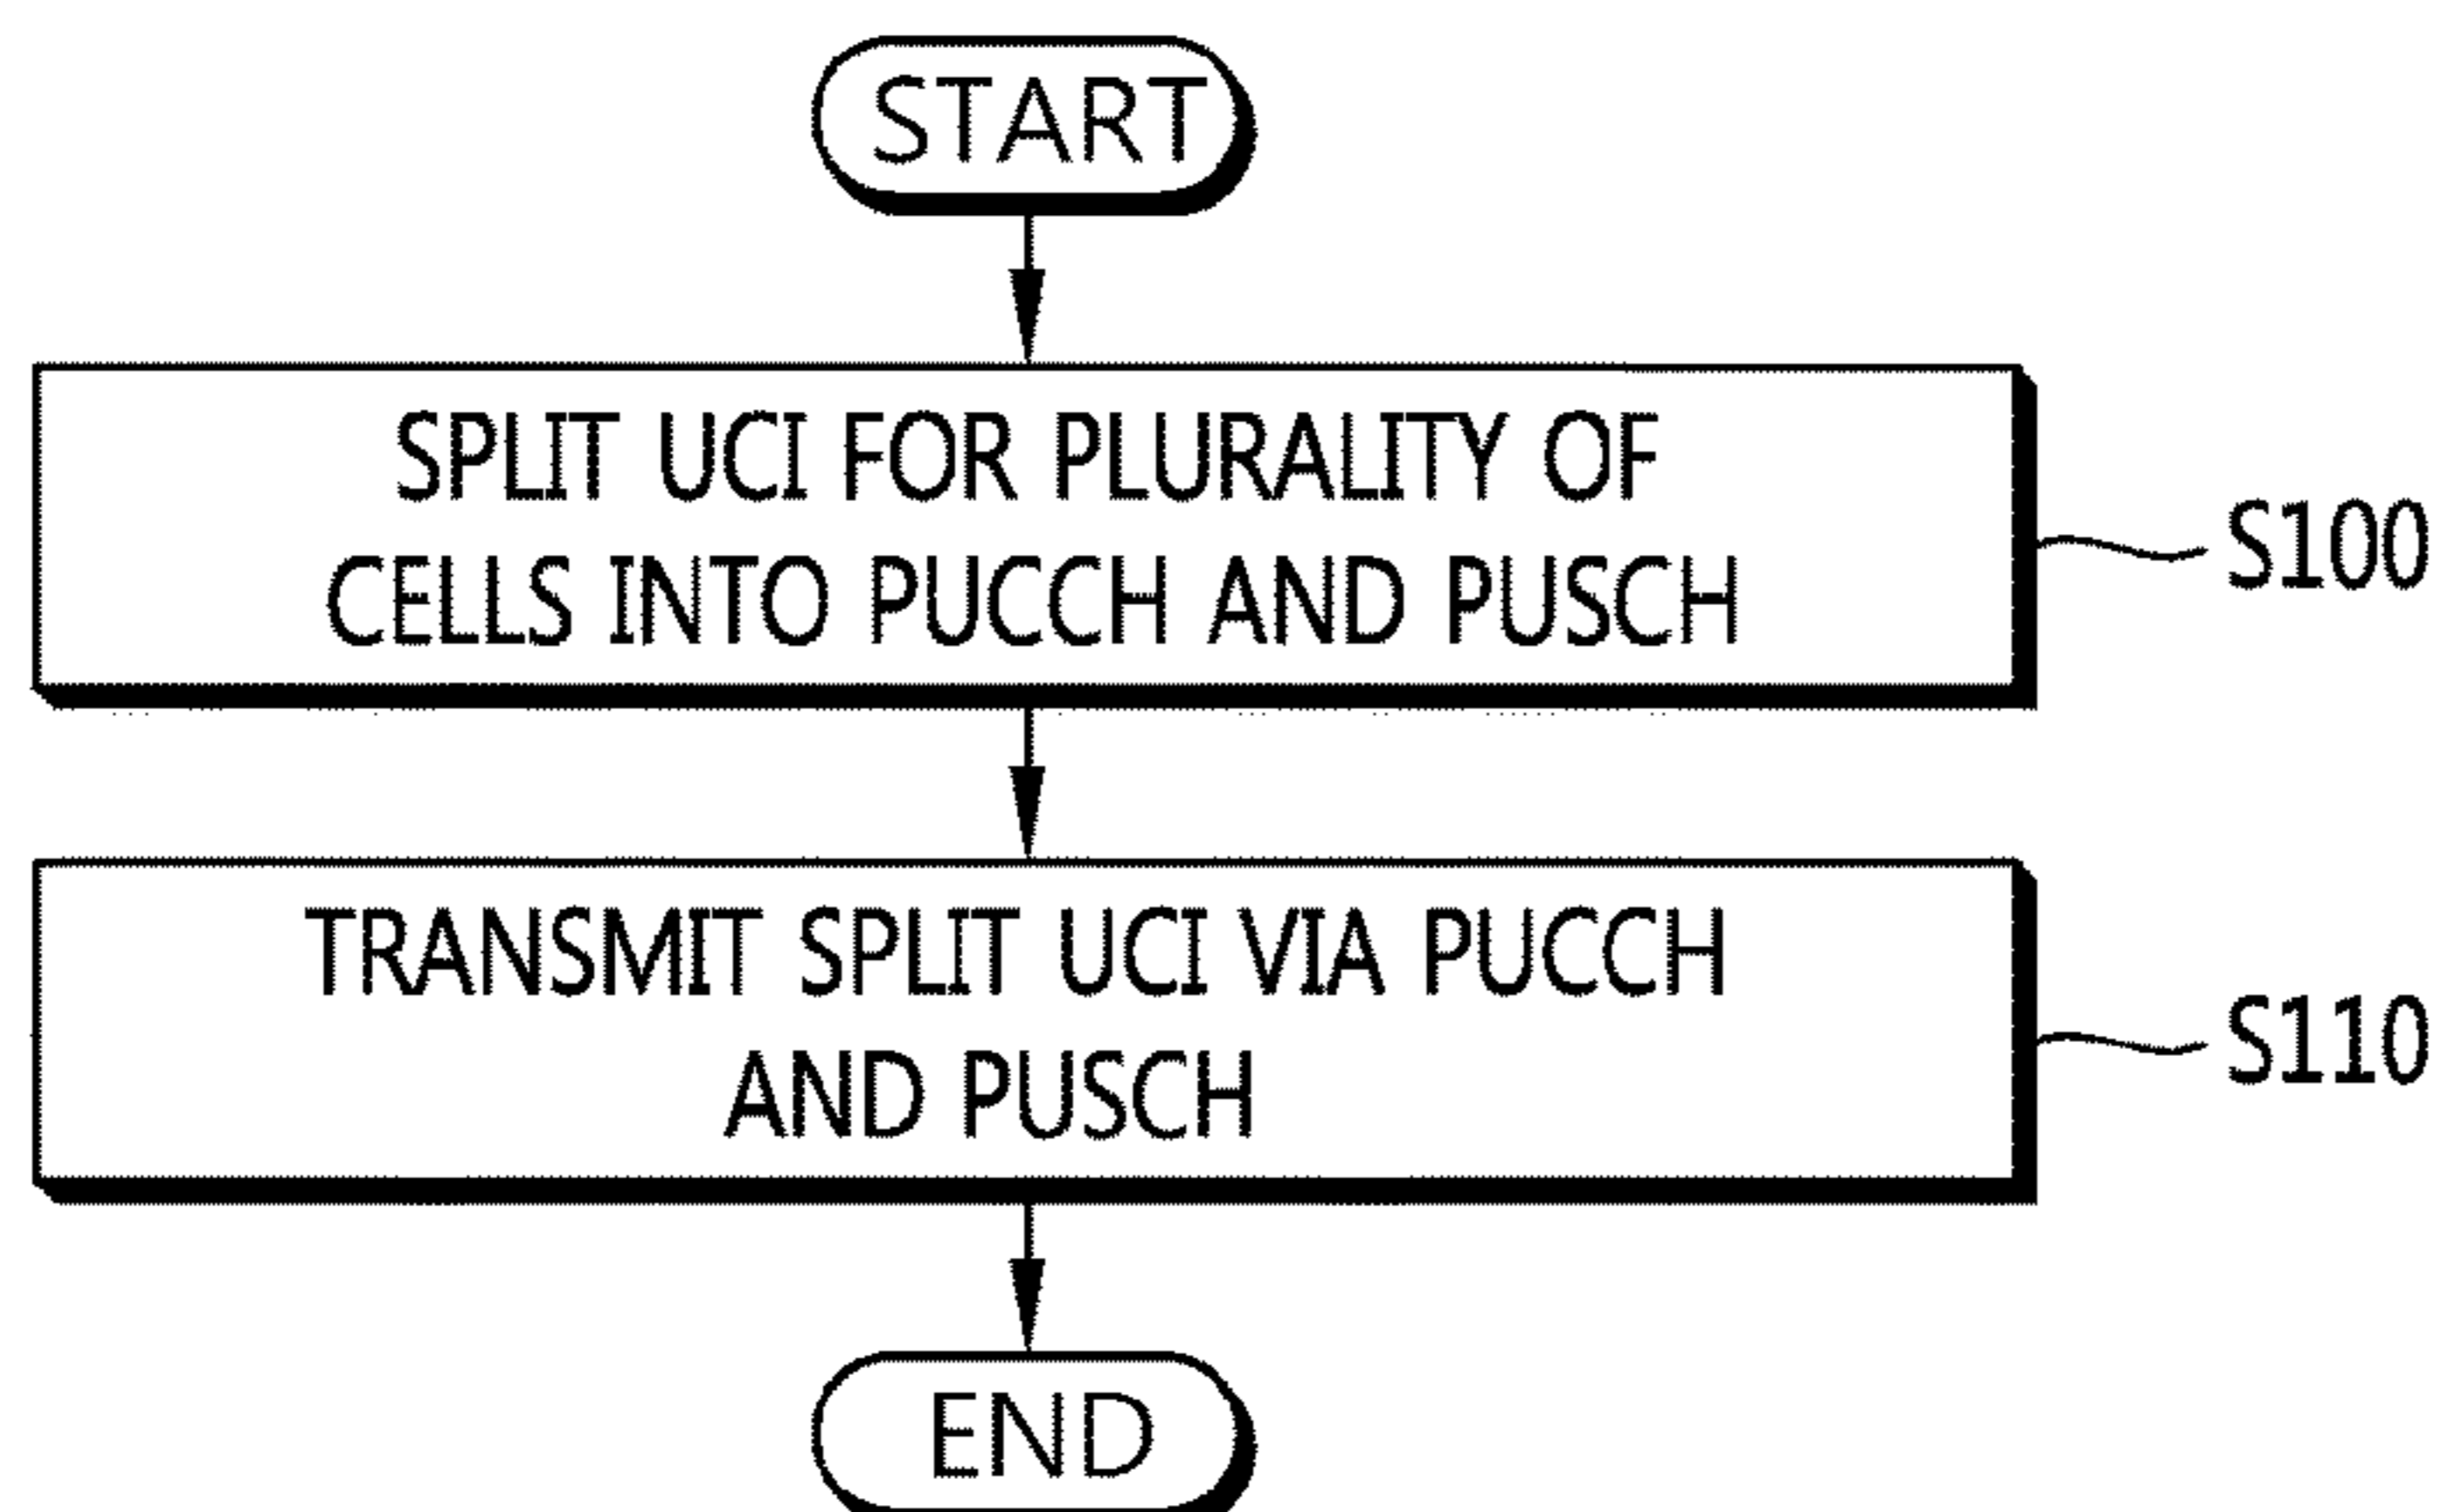 START
SPLIT UCI FOR PLURALITY OF
CELLS INTO PUCCH AND PUSCH
S100
TRANSMIT SPLIT UCI VIA PUCCH
AND PUSCH
S110
END